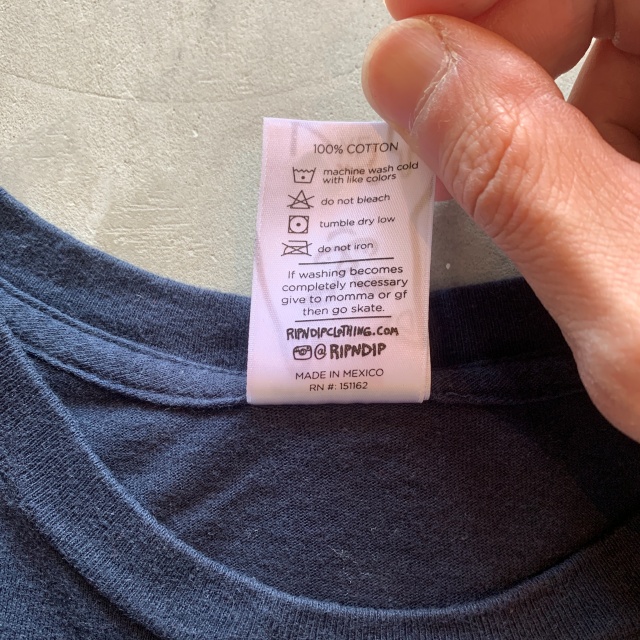 100% COTTON
machine wash cold
with like colors
do not bleach
tumble dry low
do not iron
If washing becomes
completely necessary
give to momma or gf
then go skate.
RIPNDIPCLOTHING.COM
@RIPNDIP
MADE IN MEXICO
RN #: 151162